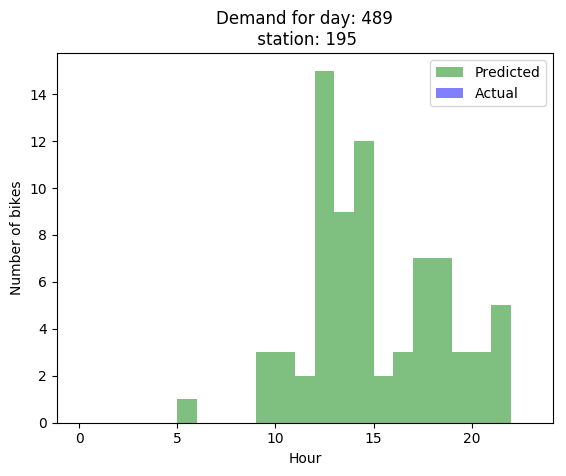 Demand for day: 489
station: 195
Predicted
Actual
Number of bikes
14
12
10
8
6
4
2
0
0 5 10 15 20
Hour